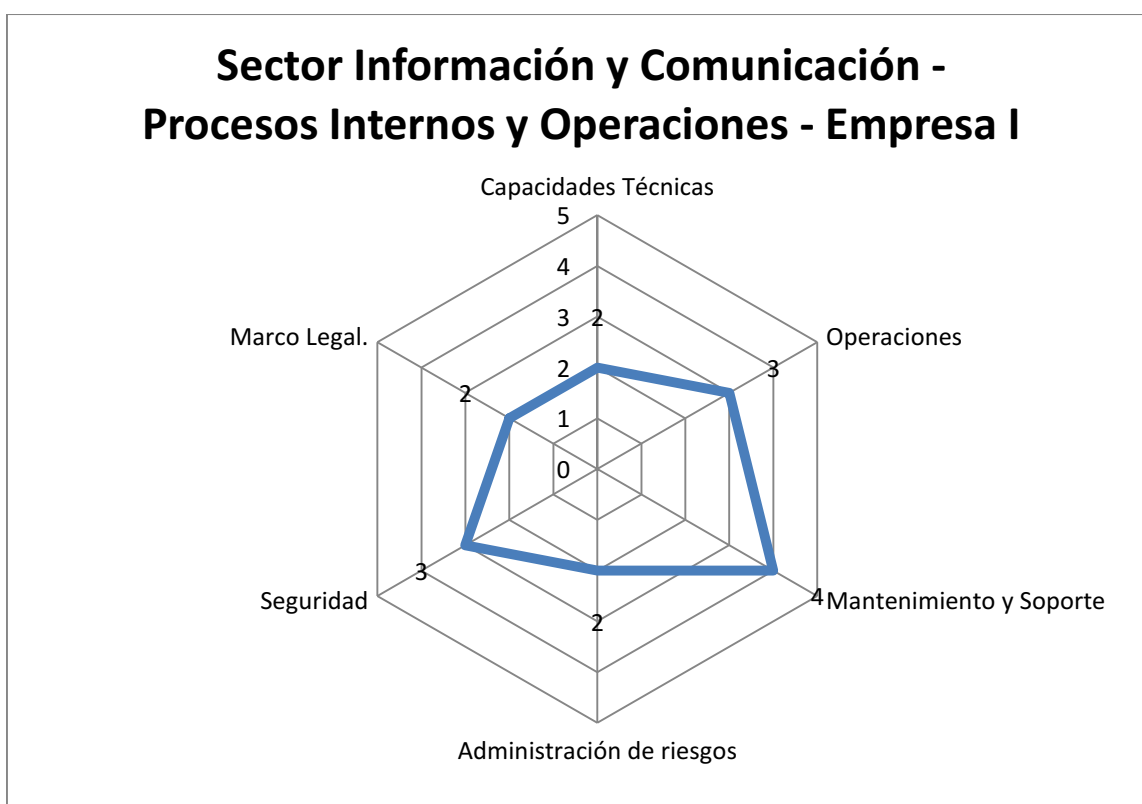 Sector Información y Comunicación -
Procesos Internos y Operaciones - Empresa I
Capacidades Técnicas
5
4
3 2
2
1
0
Operaciones
3
Marco Legal.
2
Seguridad
3
4 Mantenimiento y Soporte
2
Administración de riesgos